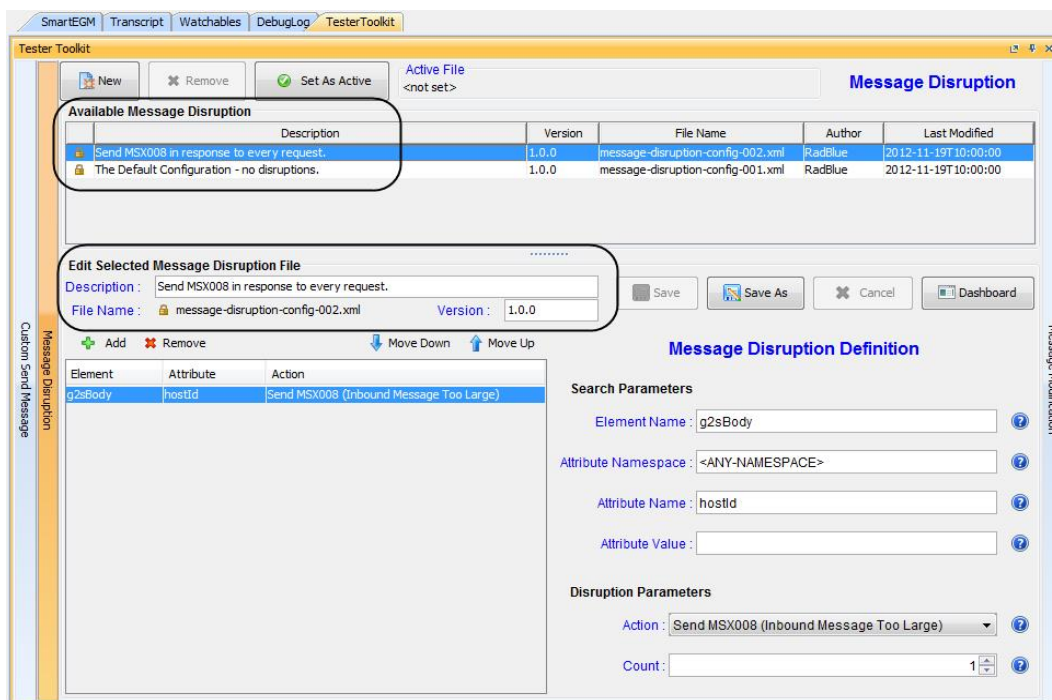 SmartEGM Transcript Watchables DebugLog TesterToolkit
Tester Toolkit
New Remove Set As Active
Active File
<not set>
Message Disruption
Available Message Disruption
Description Version File Name Author Last Modified
Send MSX008 in response to every request. 1.0.0 message-disruption-config-002.xml RadBlue 2012-11-19T10:00:00
The Default Configuration - no disruptions. 1.0.0 message-disruption-config-001.xml RadBlue 2012-11-19T10:00:00
Edit Selected Message Disruption File
Description : Send MSX008 in response to every request.
File Name : message-disruption-config-002.xml Version : 1.0.0
Save Save As Cancel Dashboard
Add Remove Move Down Move Up
Element Attribute Action
g2sBody hostId Send MSX008 (Inbound Message Too Large)
Message Disruption Definition
Search Parameters
Element Name : g2sBody
Attribute Namespace : <ANY-NAMESPACE>
Attribute Name : hostId
Attribute Value :
Disruption Parameters
Action : Send MSX008 (Inbound Message Too Large)
Count : 1
Custom Send Message
Message Disruption
Message Modification